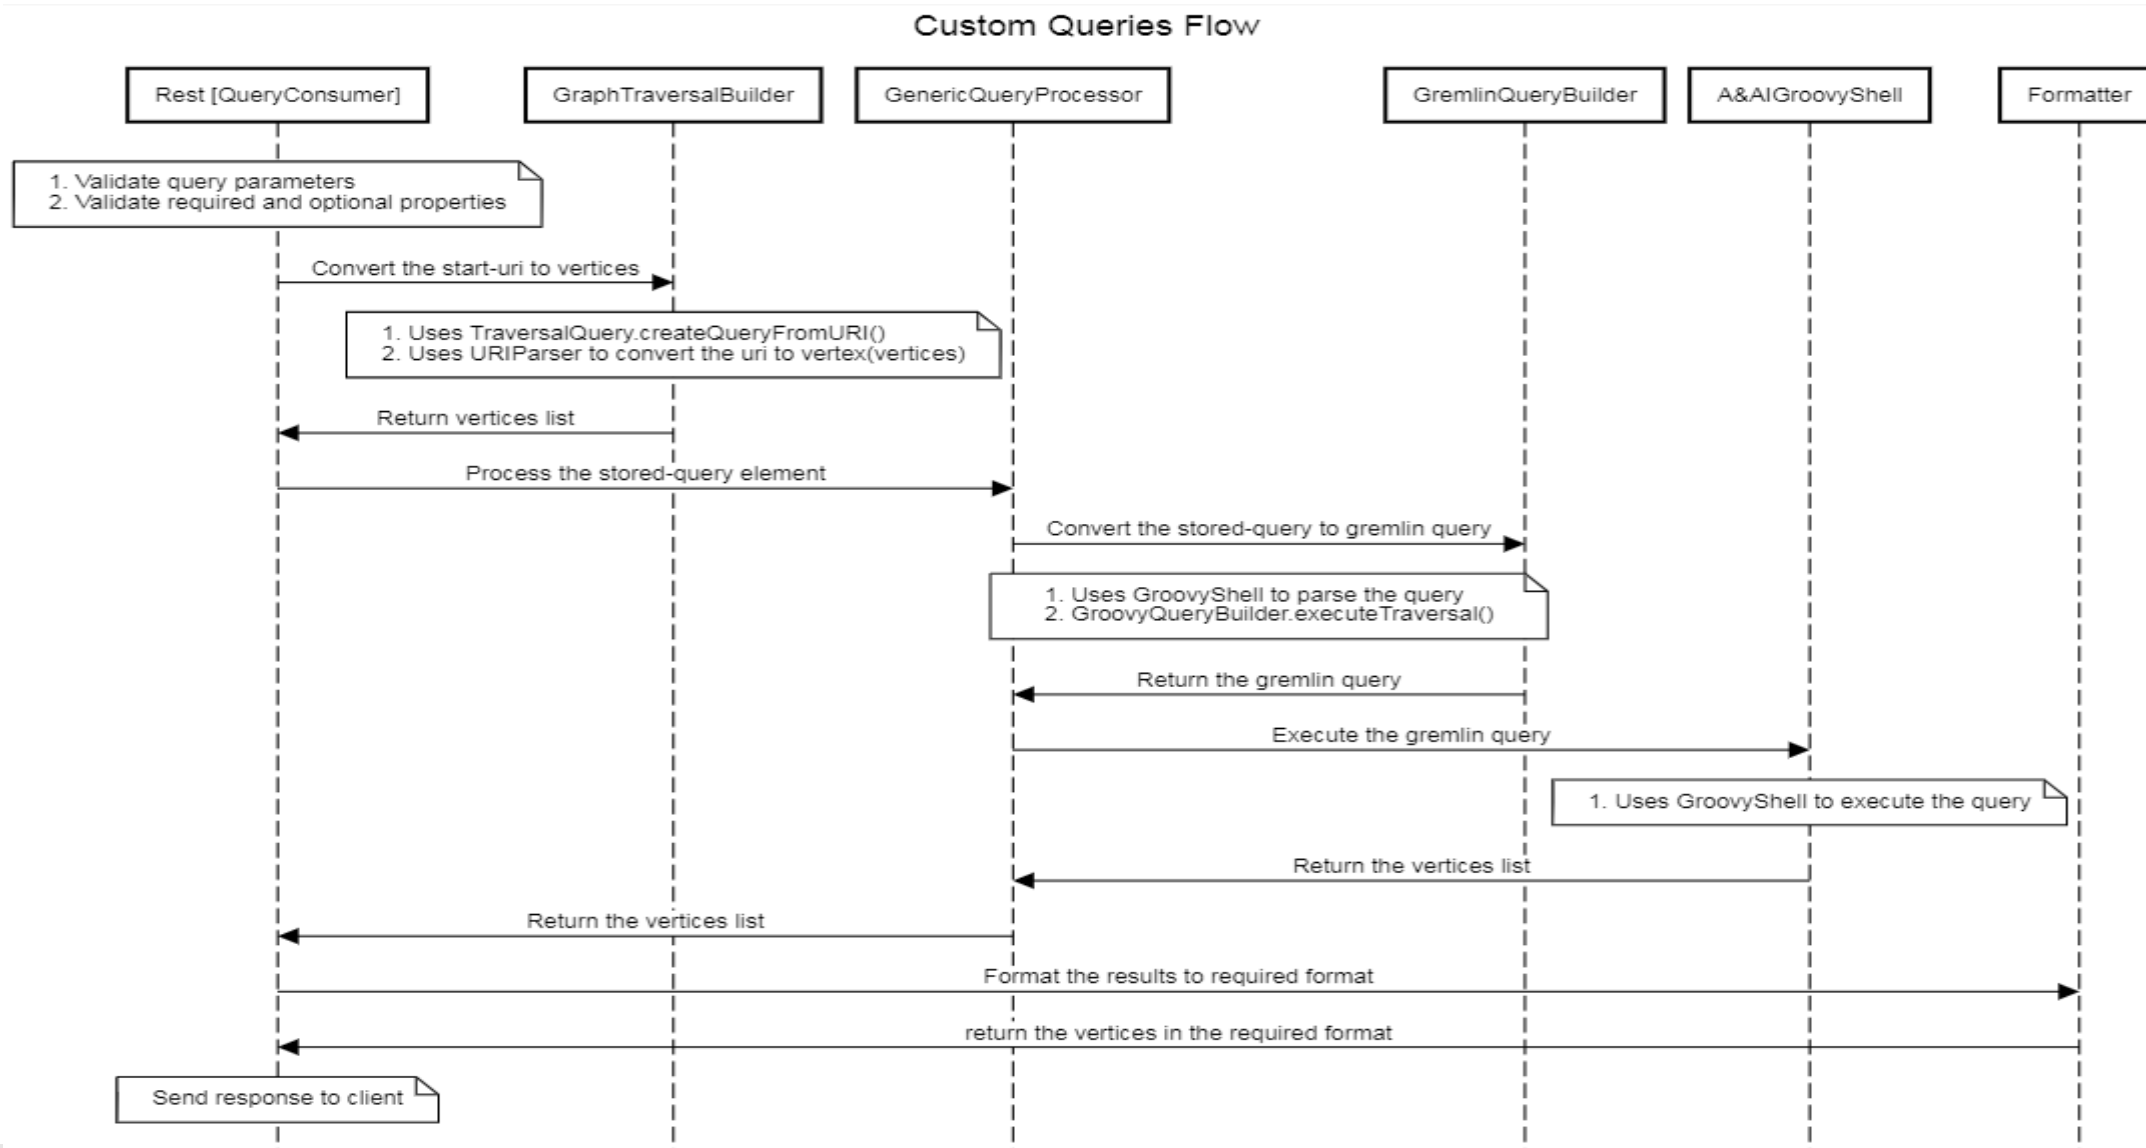 Custom Queries Flow
Rest [QueryConsumer]
GraphTraversalBuilder
GenericQueryProcessor
GremlinQueryBuilder
A&AIGroovyShell
Formatter
1. Validate query parameters
2. Validate required and optional properties
Convert the start-uri to vertices
1. Uses TraversalQuery.createQueryFromURI()
2. Uses URIParser to convert the uri to vertex(vertices)
Return vertices list
Process the stored-query element
Convert the stored-query to gremlin query
1. Uses GroovyShell to parse the query
2. GroovyQueryBuilder.executeTraversal()
Return the gremlin query
Execute the gremlin query
1. Uses GroovyShell to execute the query
Return the vertices list
Return the vertices list
Format the results to required format
return the vertices in the required format
Send response to client